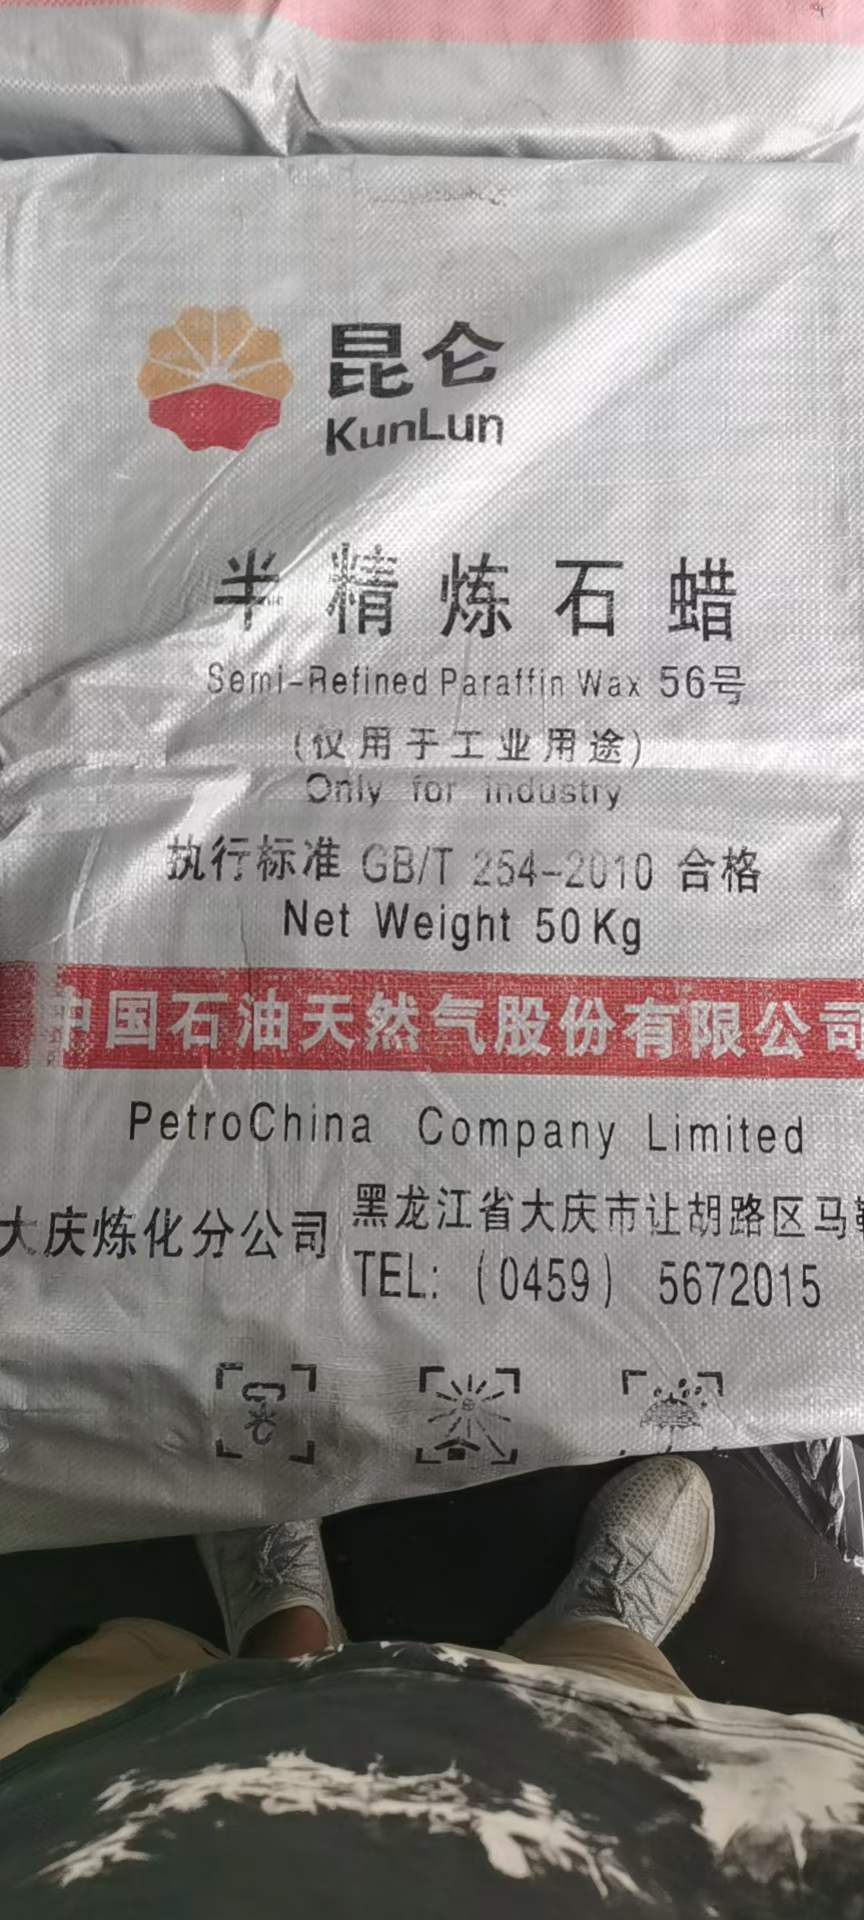 昆仑
KunLun
半精炼石蜡
Semi-Refined Paraffin Wax 56号
(仅用于工业用途)
Only for industry
执行标准 GB/T 254-2010 合格
Net Weight 50Kg
中国石油天然气股份有限公司
PetroChina Company Limited
大庆炼化分公司
黑龙江省大庆市让胡路区马
TEL: (0459) 5672015